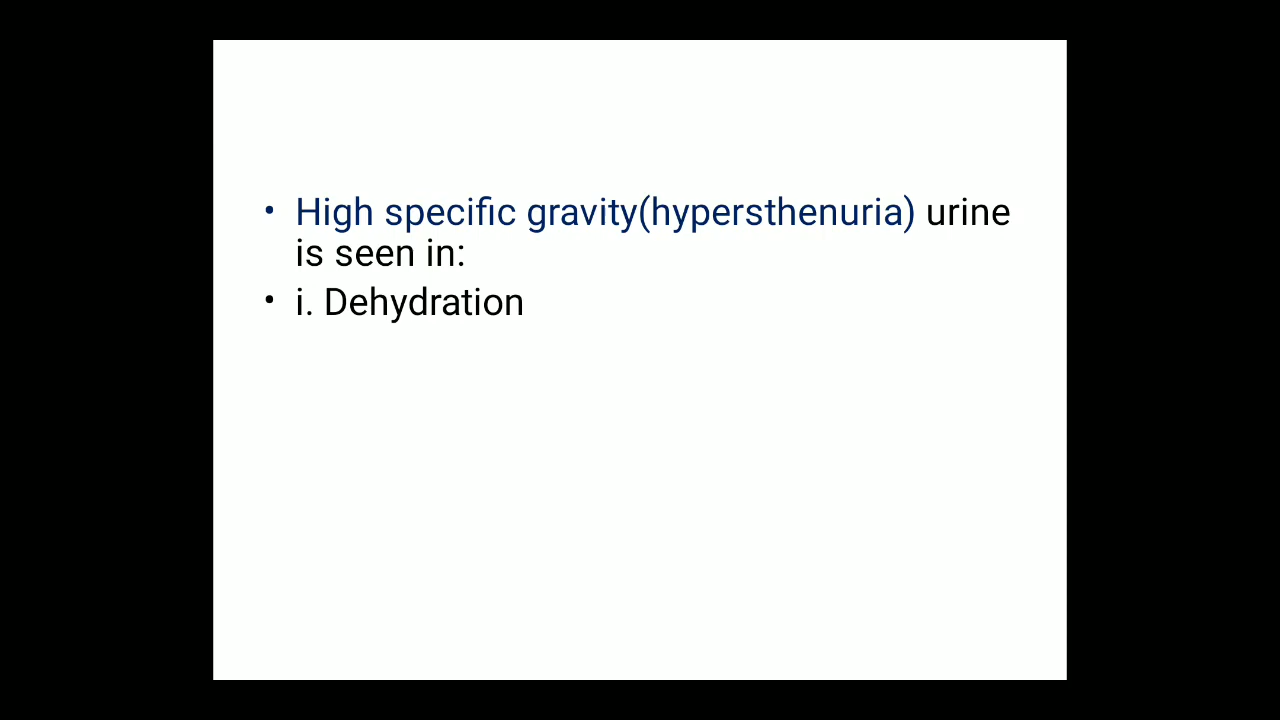 • High specific gravity(hypersthenuria) urine
is seen in:
• i. Dehydration